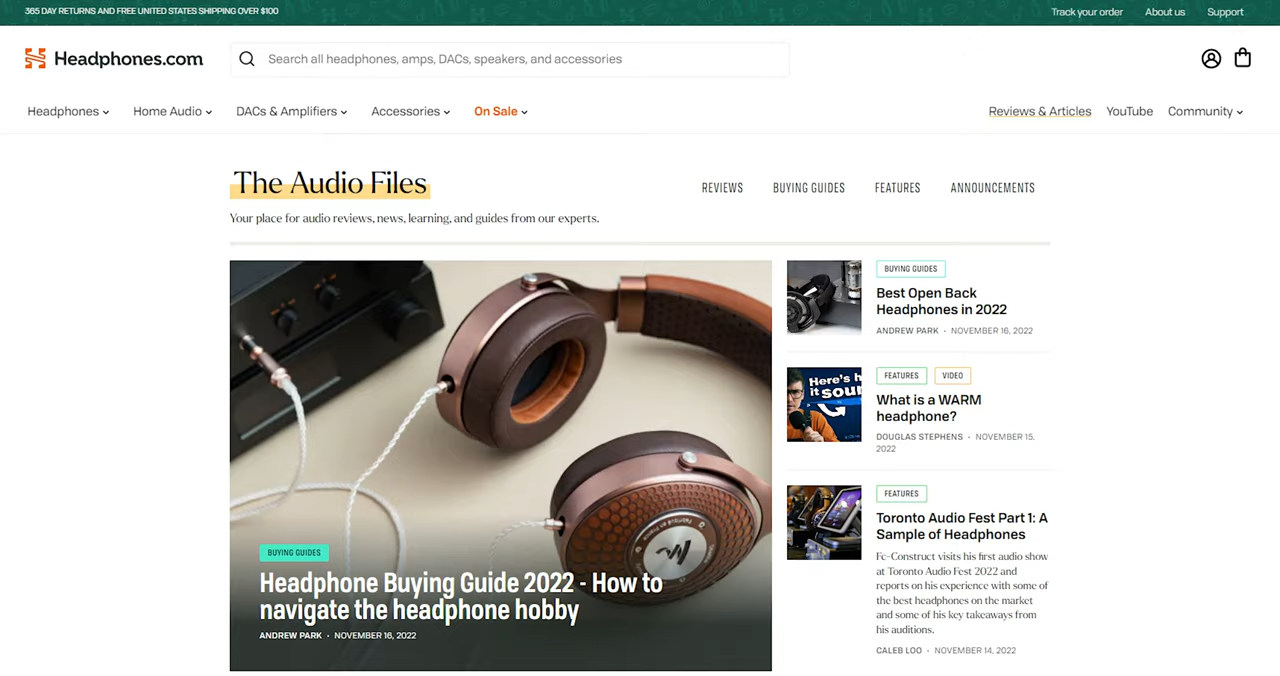 365 DAY RETURNS AND FREE UNITED STATES SHIPPING OVER $100
Track your order
About us
Support
Headphones.com
Search all headphones, amps, DACs, speakers, and accessories
Headphones
Home Audio
DACs & Amplifiers
Accessories
On Sale
Reviews & Articles
YouTube
Community
The Audio Files
REVIEWS
BUYING GUIDES
FEATURES
ANNOUNCEMENTS
Your place for audio reviews, news, learning, and guides from our experts.
BUYING GUIDES
Headphone Buying Guide 2022 - How to
navigate the headphone hobby
ANDREW PARK · NOVEMBER 16, 2022
BUYING GUIDES
Best Open Back
Headphones in 2022
ANDREW PARK · NOVEMBER 16, 2022
Here's h
it sour
FEATURES
VIDEO
What is a WARM
headphone?
DOUGLAS STEPHENS · NOVEMBER 15,
2022
FEATURES
Toronto Audio Fest Part 1: A
Sample of Headphones
Fc-Construct visits his first audio show
at Toronto Audio Fest 2022 and
reports on his experience with some of
the best headphones on the market
and some of his key takeaways from
his auditions.
CALEB LOO · NOVEMBER 14, 2022